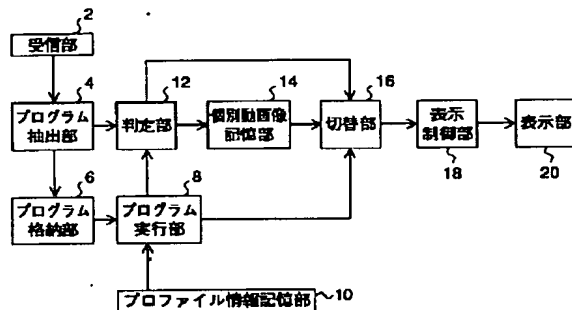 2
受信部
4
プログラム
抽出部
12
判定部
14
個別動画像
記憶部
16
切替部
表示
制御部
18
表示部
20
6
プログラム
格納部
8
プログラム
実行部
プロファイル情報記憶部
10